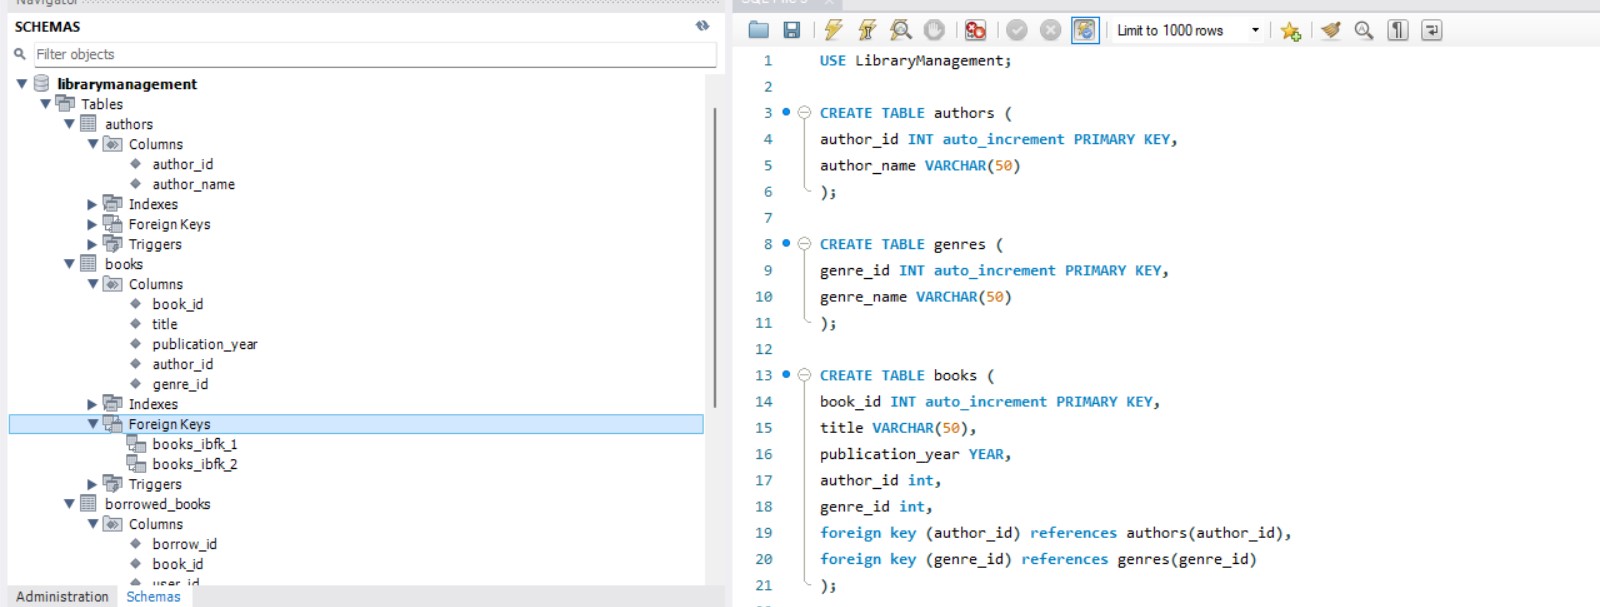 Navigator
SCHEMAS
Filter objects
librarymanagement
Tables
authors
Columns
author_id
author_name
Indexes
Foreign Keys
Triggers
books
Columns
book_id
title
publication_year
author_id
genre_id
Indexes
Foreign Keys
books_ibfk_1
books_ibfk_2
Triggers
borrowed_books
Columns
borrow_id
book_id
user_id
Administration Schemas
Limit to 1000 rows
1 USE LibraryManagement;
2
3 CREATE TABLE authors (
4 author_id INT auto_increment PRIMARY KEY,
5 author_name VARCHAR(50)
6 );
7
8 CREATE TABLE genres (
9 genre_id INT auto_increment PRIMARY KEY,
10 genre_name VARCHAR(50)
11 );
12
13 CREATE TABLE books (
14 book_id INT auto_increment PRIMARY KEY,
15 title VARCHAR(50),
16 publication_year YEAR,
17 author_id int,
18 genre_id int,
19 foreign key (author_id) references authors(author_id),
20 foreign key (genre_id) references genres(genre_id)
21 );